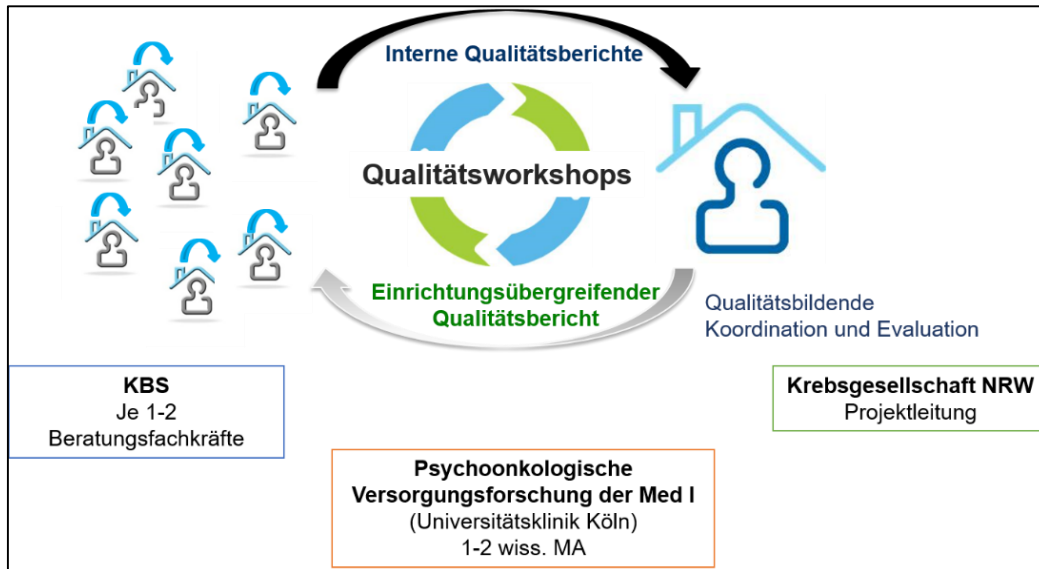 Interne Qualitätsberichte
Qualitätsworkshops
Einrichtungsübergreifender
Qualitätsbericht
Qualitätsbildende
Koordination und Evaluation
KBS
Je 1-2
Beratungsfachkräfte
Krebsgesellschaft NRW
Projektleitung
Psychoonkologische
Versorgungsforschung der Med I
(Universitätsklinik Köln)
1-2 wiss. MA